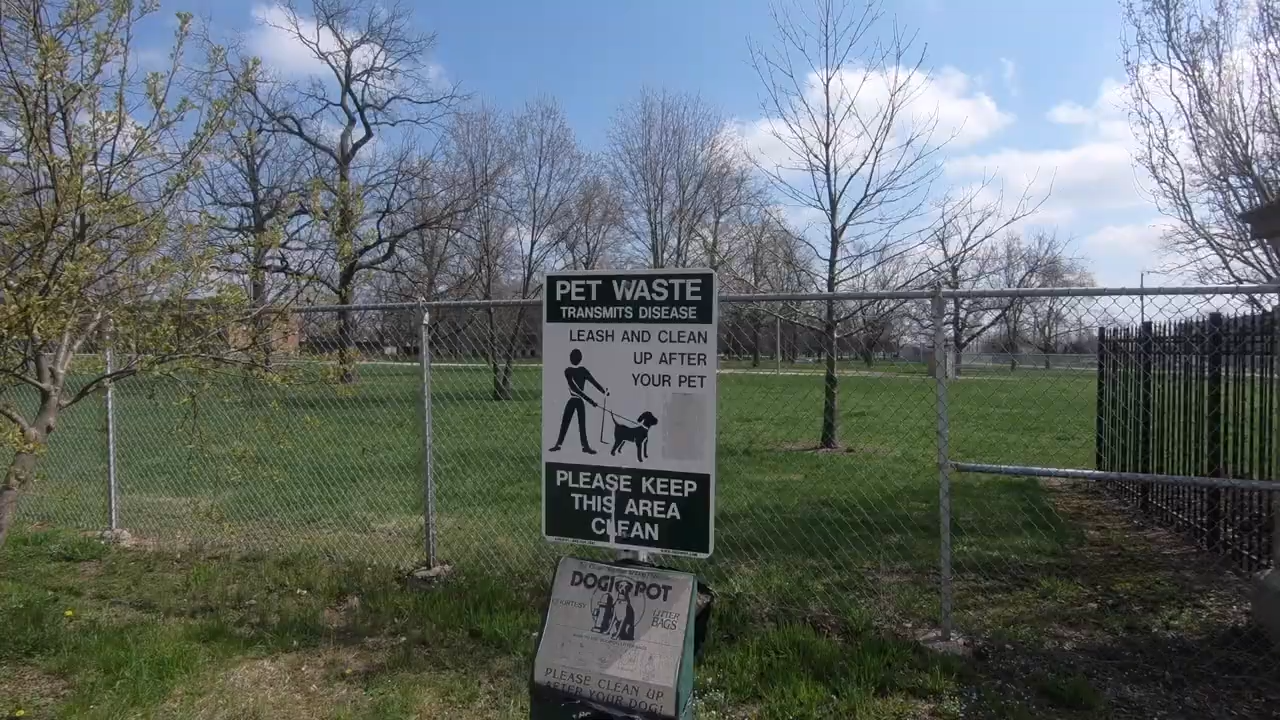 PET WASTE
TRANSMITS DISEASE
LEASH AND CLEAN
UP AFTER
YOUR PET
PLEASE KEEP
THIS AREA
CLEAN
DOGIPOT
COURTESY
LITTER
BAGS
PLEASE CLEAN UP
AFTER YOUR DOG!